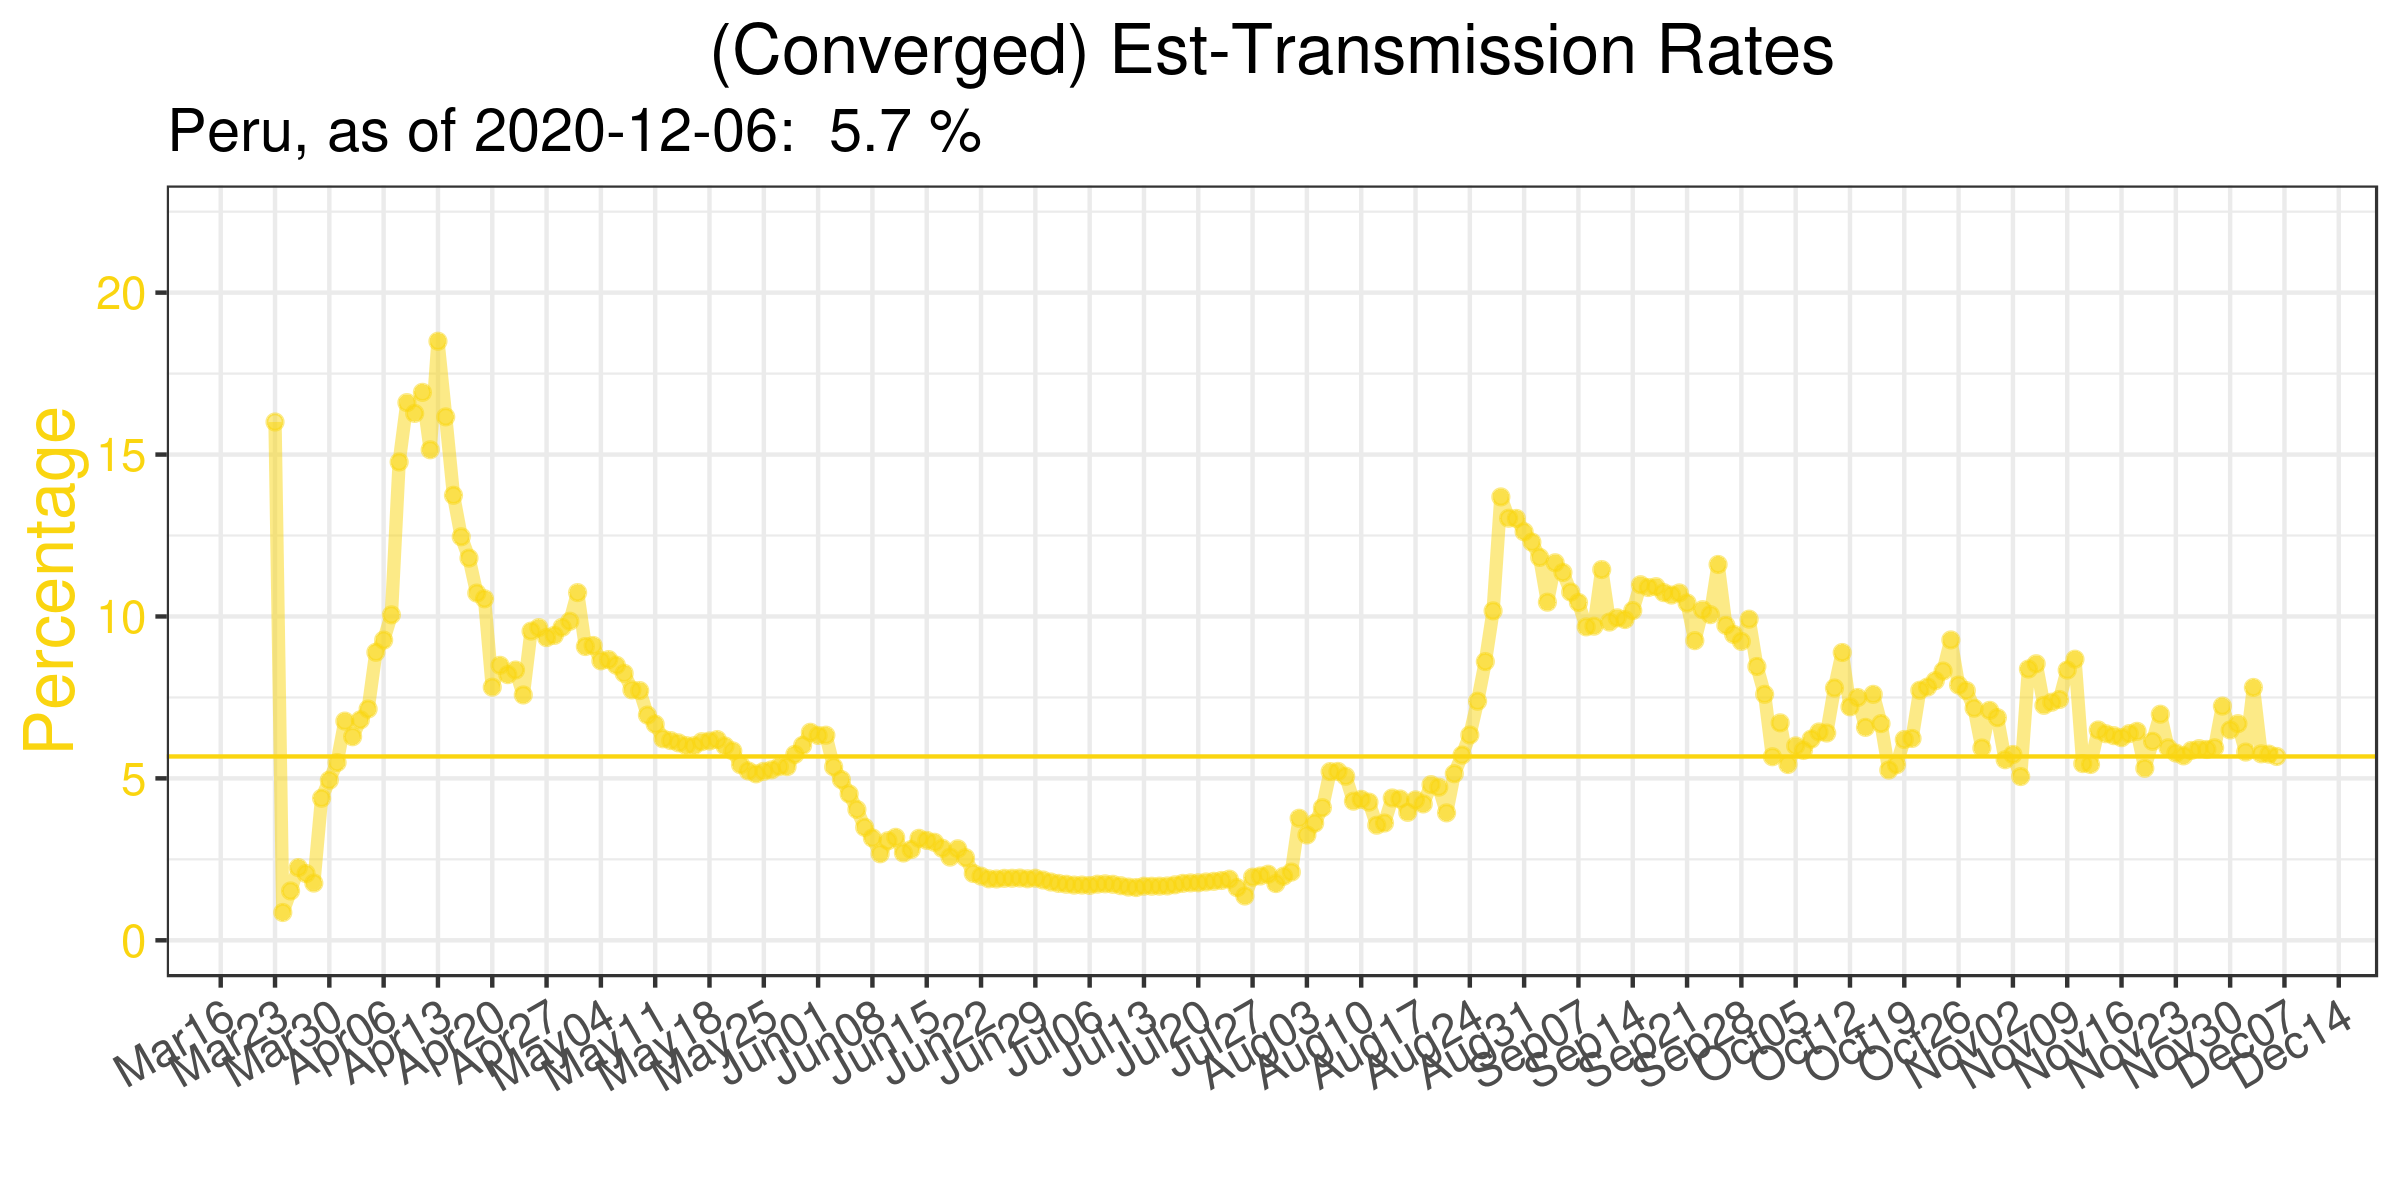 (Converged) Est-Transmission Rates
Peru, as of 2020-12-06:  5.7 %
Percentage
20
15
10
5
0
Mar16
Mar23
Mar30
Apr06
Apr13
Apr20
Apr27
May04
May11
May18
May25
Jun01
Jun08
Jun15
Jun22
Jun29
Jul06
Jul13
Jul20
Jul27
Aug03
Aug10
Aug17
Aug24
Aug31
Sep07
Sep14
Sep21
Sep28
Oct05
Oct12
Oct19
Oct26
Nov02
Nov09
Nov16
Nov23
Nov30
Dec07
Dec14